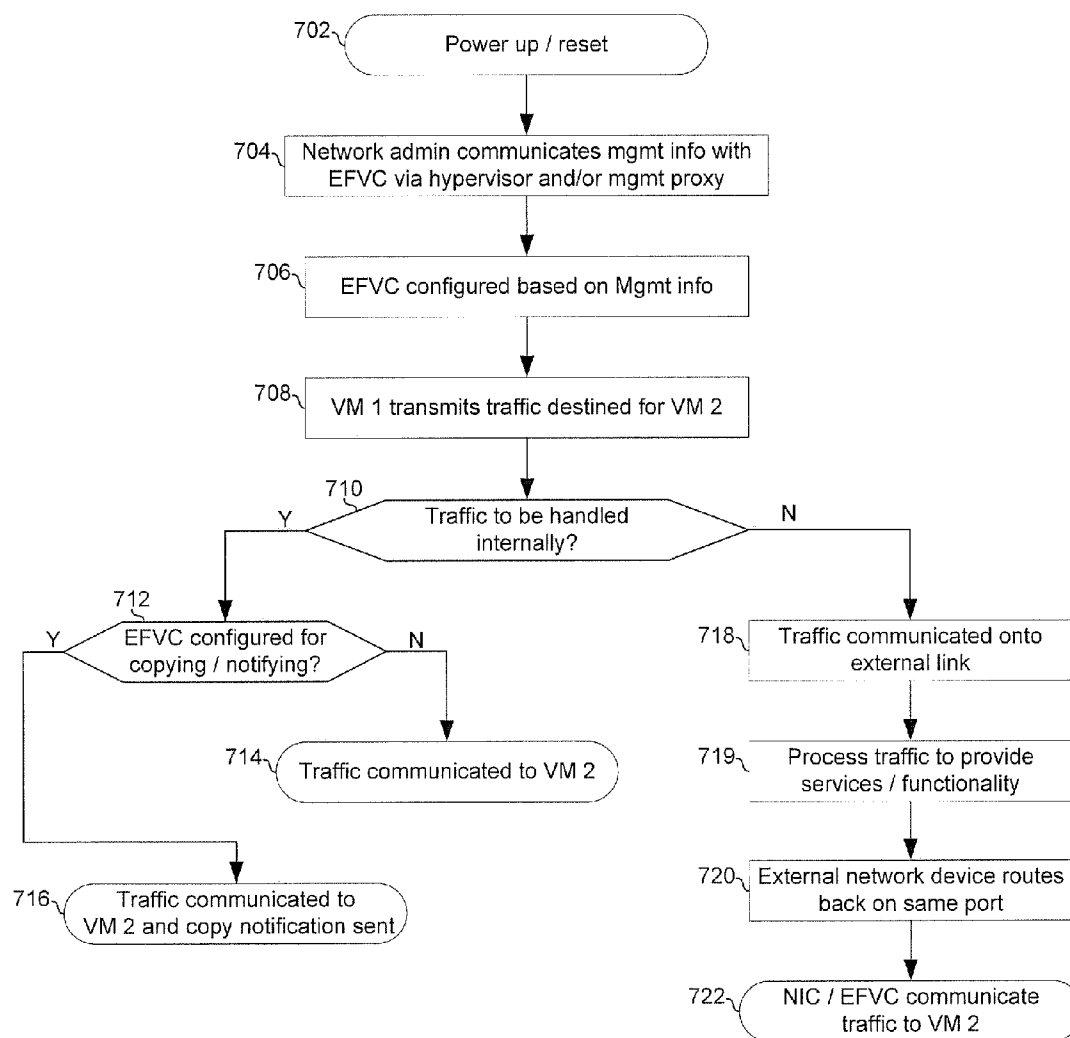 702
Power up / reset
704
Network admin communicates mgmt info with
EFVC via hypervisor and/or mgmt proxy
706
EFVC configured based on Mgmt info
708
VM 1 transmits traffic destined for VM 2
710
Y
Traffic to be handled
internally?
N
712
Y
EFVC configured for
copying / notifying?
N
714
Traffic communicated to VM 2
716
Traffic communicated to
VM 2 and copy notification sent
718
Traffic communicated onto
external link
719
Process traffic to provide
services / functionality
720
External network device routes
back on same port
722
NIC / EFVC communicate
traffic to VM 2